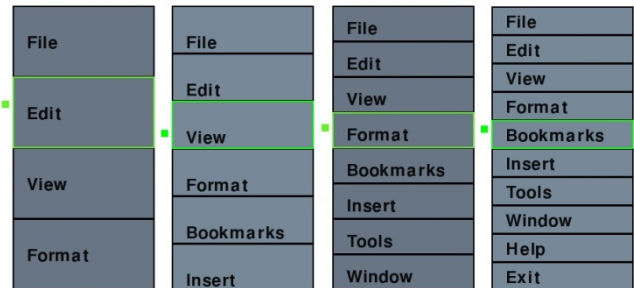 File
Edit
View
Format
File
Edit
View
Format
Bookmarks
Insert
File
Edit
View
Format
Bookmarks
Insert
Tools
Window
File
Edit
View
Format
Bookmarks
Insert
Tools
Window
Help
Exit